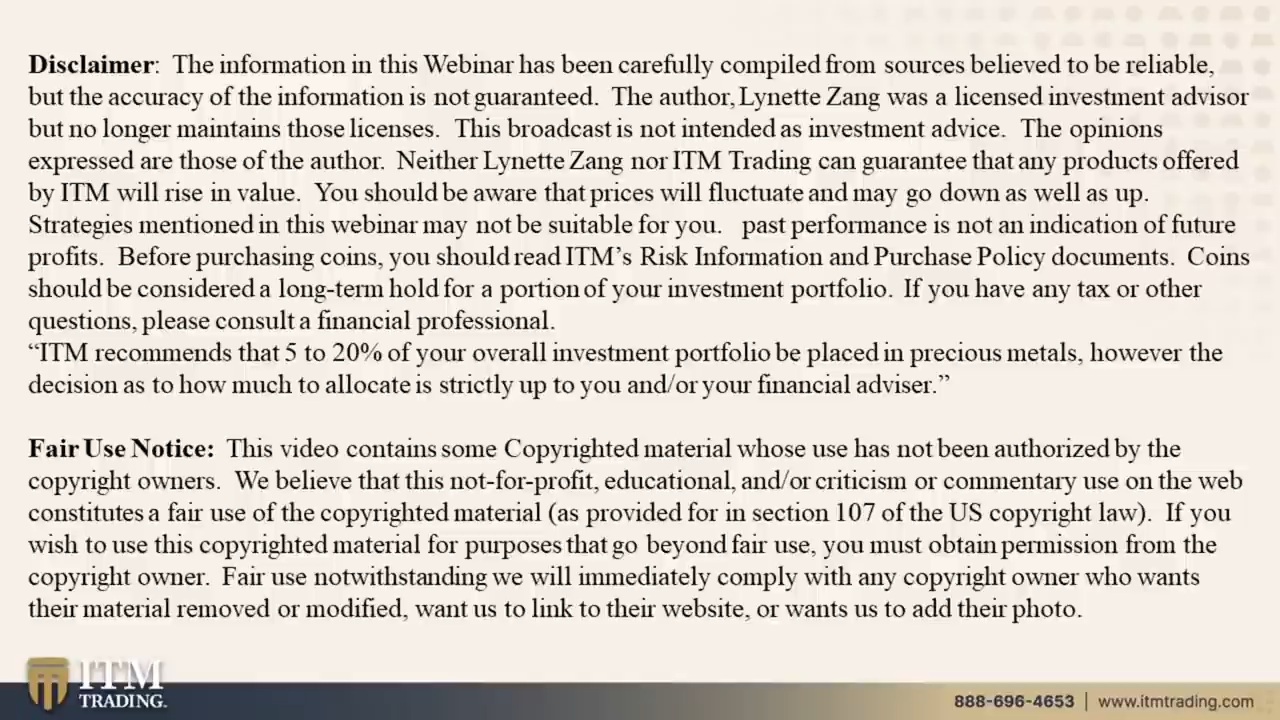 Disclaimer:  The information in this Webinar has been carefully compiled from sources believed to be reliable,
but the accuracy of the information is not guaranteed.  The author, Lynette Zang was a licensed investment advisor
but no longer maintains those licenses.  This broadcast is not intended as investment advice.  The opinions
expressed are those of the author.  Neither Lynette Zang nor ITM Trading can guarantee that any products offered
by ITM will rise in value.  You should be aware that prices will fluctuate and may go down as well as up.
Strategies mentioned in this webinar may not be suitable for you.   past performance is not an indication of future
profits.  Before purchasing coins, you should read ITM’s Risk Information and Purchase Policy documents.  Coins
should be considered a long-term hold for a portion of your investment portfolio.  If you have any tax or other
questions, please consult a financial professional.
“ITM recommends that 5 to 20% of your overall investment portfolio be placed in precious metals, however the
decision as to how much to allocate is strictly up to you and/or your financial adviser.”
Fair Use Notice:  This video contains some Copyrighted material whose use has not been authorized by the
copyright owners.  We believe that this not-for-profit, educational, and/or criticism or commentary use on the web
constitutes a fair use of the copyrighted material (as provided for in section 107 of the US copyright law).  If you
wish to use this copyrighted material for purposes that go beyond fair use, you must obtain permission from the
copyright owner.  Fair use notwithstanding we will immediately comply with any copyright owner who wants
their material removed or modified, want us to link to their website, or wants us to add their photo.
ITM
TRADING.
888-696-4653 | www.itmtrading.com